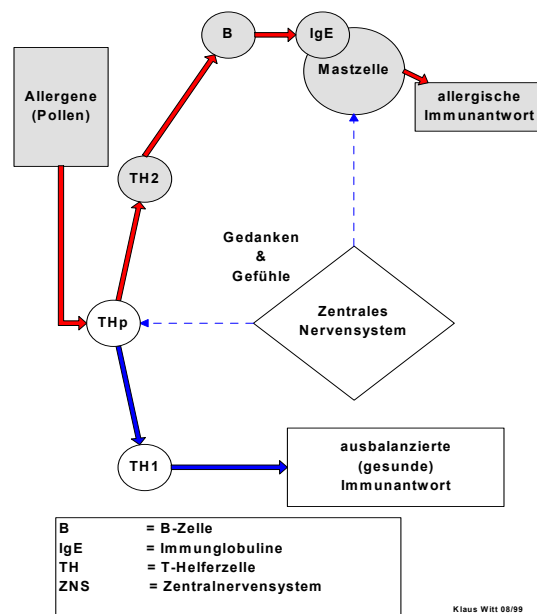 B
IgE
Mastzelle
Allergene
(Pollen)
allergische
Immunantwort
TH2
Gedanken
&
Gefühle
Zentrales
Nervensystem
THp
TH1
ausbalanzierte
(gesunde)
Immunantwort
B = B-Zelle
IgE = Immunglobuline
TH = T-Helferzelle
ZNS = Zentralnervensystem
Klaus Witt 08/99